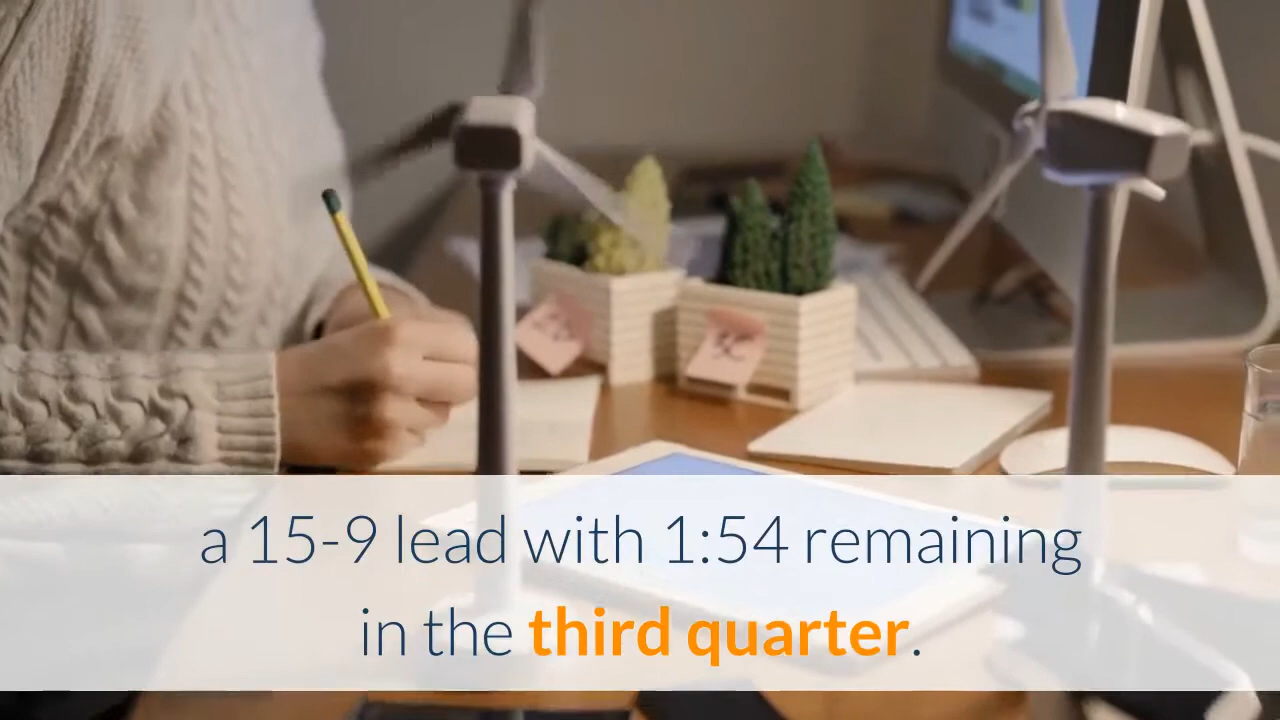 a 15-9 lead with 1:54 remaining
in the third quarter.